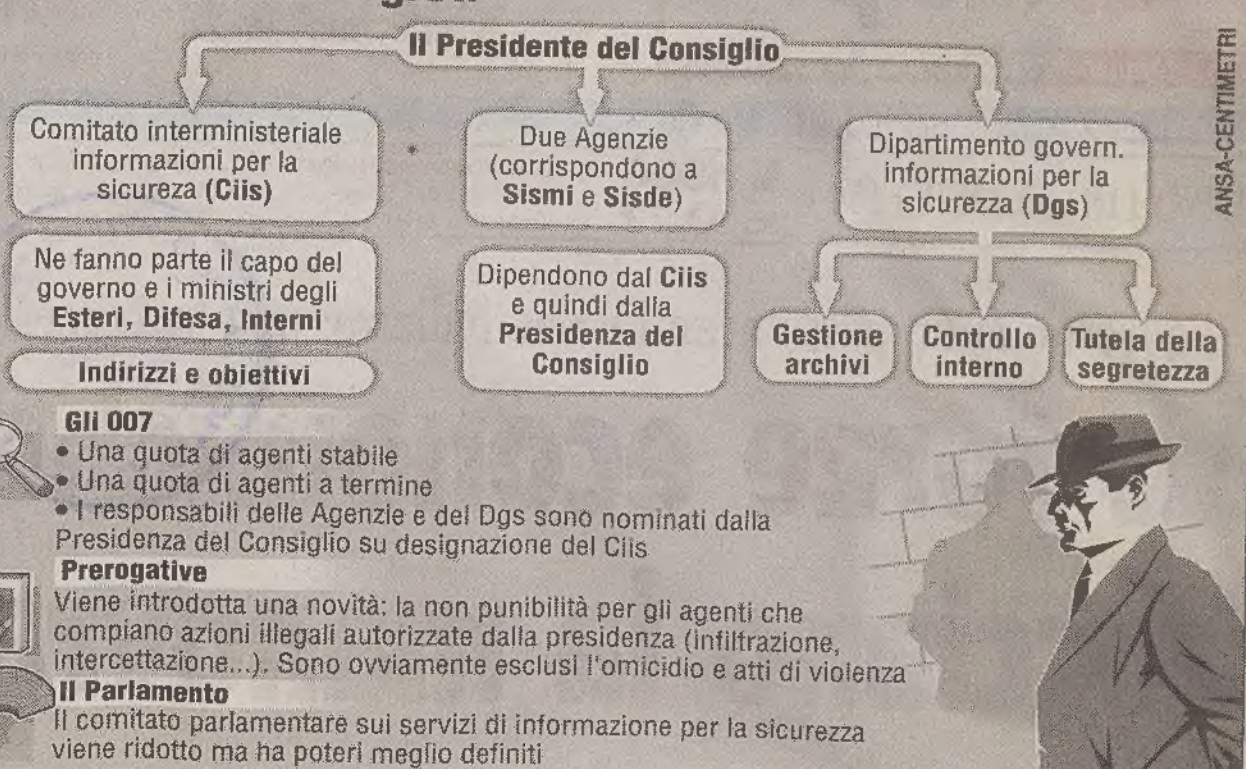 Il Presidente del Consiglio
ANSA-CENTIMETRI
Comitato interministeriale
informazioni per la
sicureza (Ciis)
Ne fanno parte il capo del
governo e i ministri degli
Esteri, Difesa, Interni
Indirizzi e obiettivi
Due Agenzie
(corrispondono a
Sismi e Sisde)
Dipendono dal Ciis
e quindi dalla
Presidenza del
Consiglio
Dipartimento govern.
informazioni per la
sicurezza (Dgs)
Gestione
archivi
Controllo
interno
Tutela della
segretezza
Gli 007
• Una quota di agenti stabile
• Una quota di agenti a termine
• I responsabili delle Agenzie e del Dgs sono nominati dalla
Presidenza del Consiglio su designazione del Ciis
Prerogative
Viene introdotta una novità: la non punibilità per gli agenti che
compiano azioni illegali autorizzate dalla presidenza (infiltrazione,
intercettazione...). Sono ovviamente esclusi l'omicidio e atti di violenza
Il Parlamento
Il comitato parlamentare sui servizi di informazione per la sicurezza
viene ridotto ma ha poteri meglio definiti